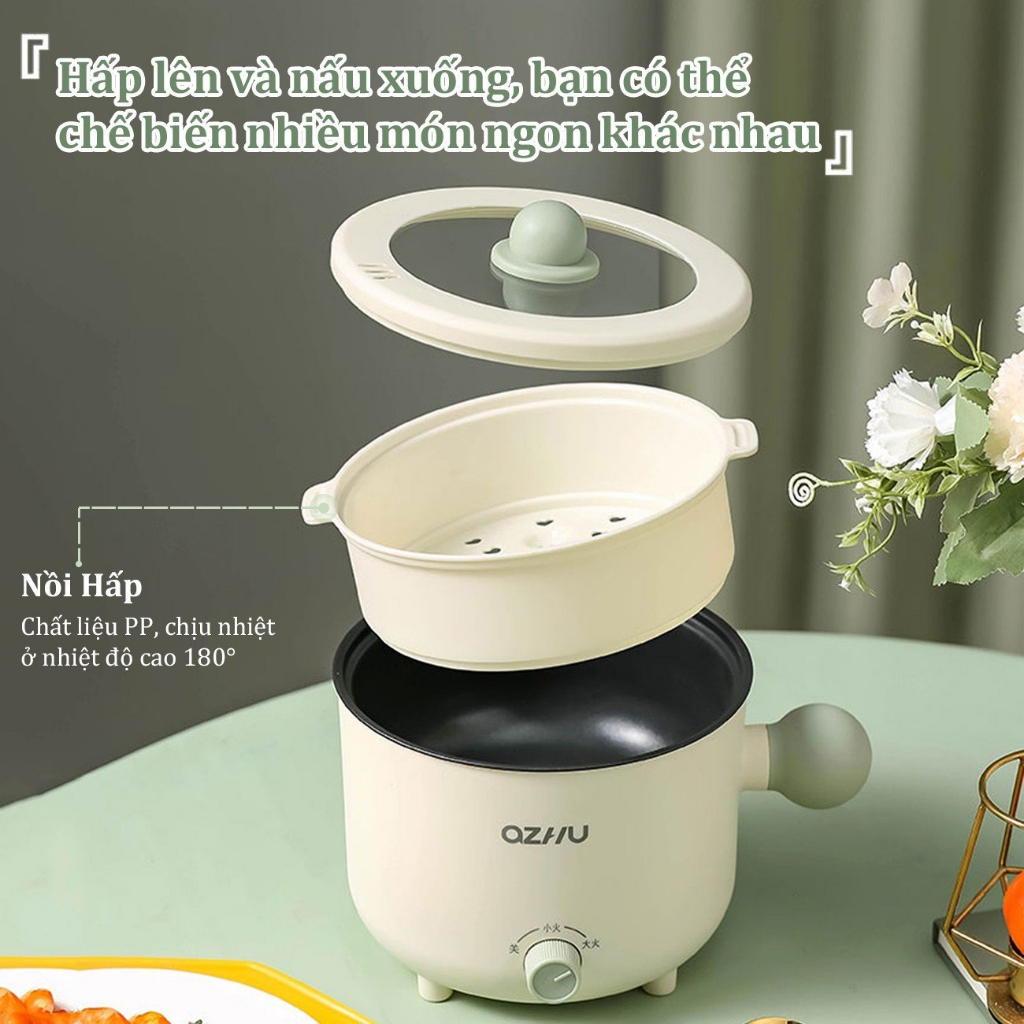 『Hấp lên và nấu xuống, bạn có thể
chế biến nhiều món ngon khác nhau』
Nồi Hấp
Chất liệu PP, chịu nhiệt
ở nhiệt độ cao 180°
QZHU
小火
关 大火